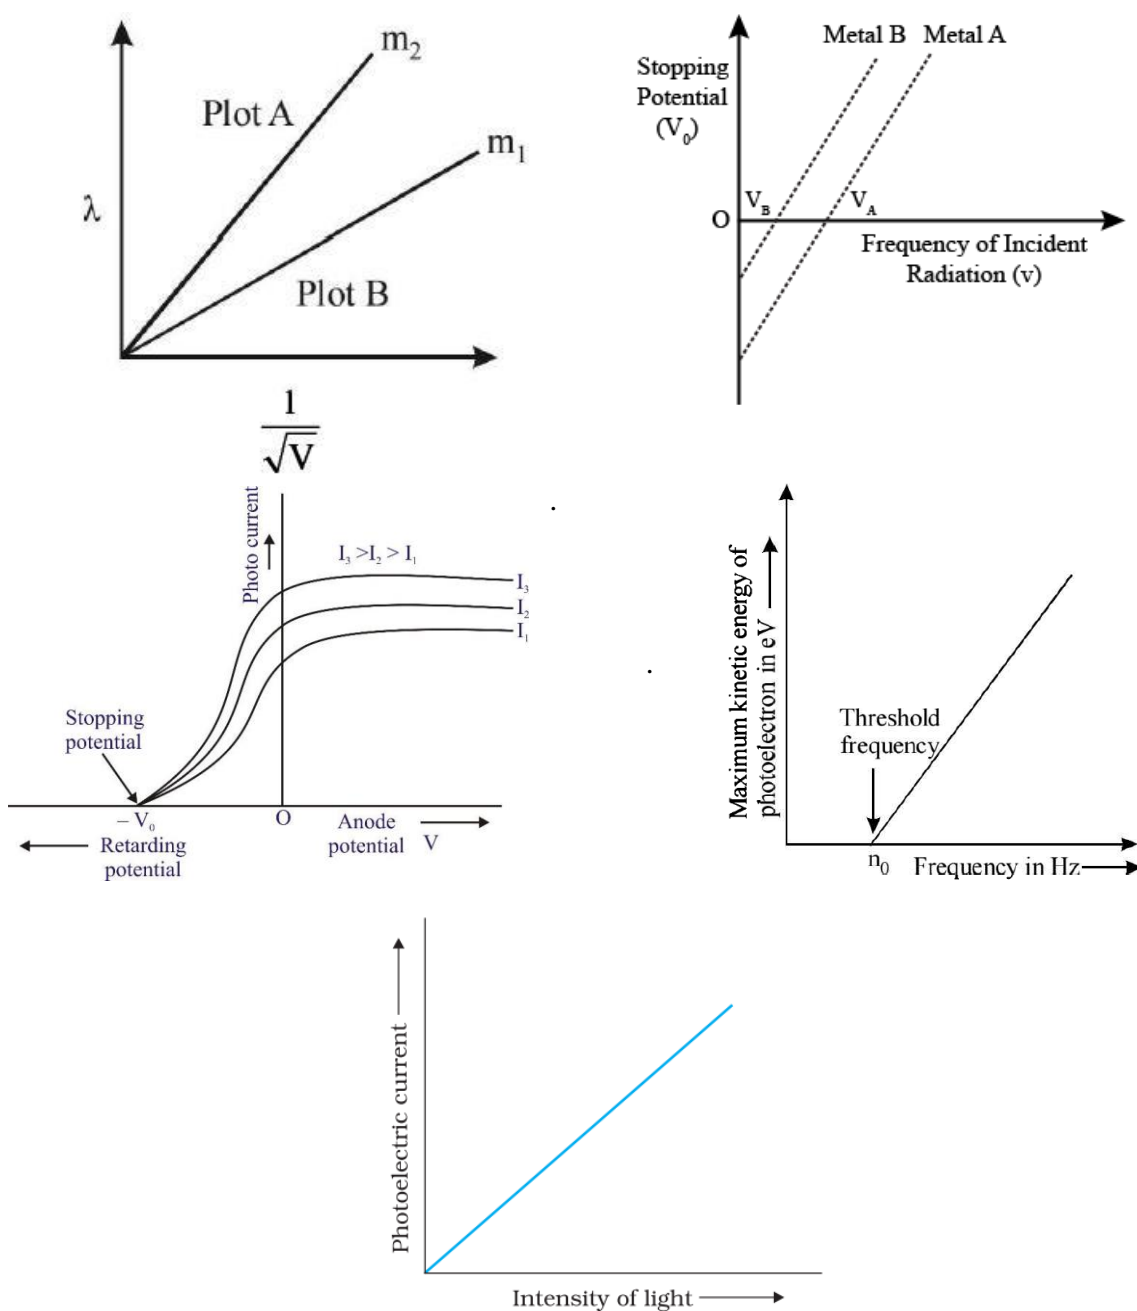 m₂
Plot A
m₁
λ
Plot B
1
√V
Metal B
Metal A
Stopping
Potential
(V₀)
V_B
V_A
O
Frequency of Incident
Radiation (v)
Photo current
I₃ >I₂ > I₁
I₃
I₂
I₁
Stopping
potential
– V₀
O
Anode
potential V
Retarding
potential
Maximum kinetic energy of
photoelectron in eV
Threshold
frequency
n₀
Frequency in Hz
Photoelectric current
Intensity of light